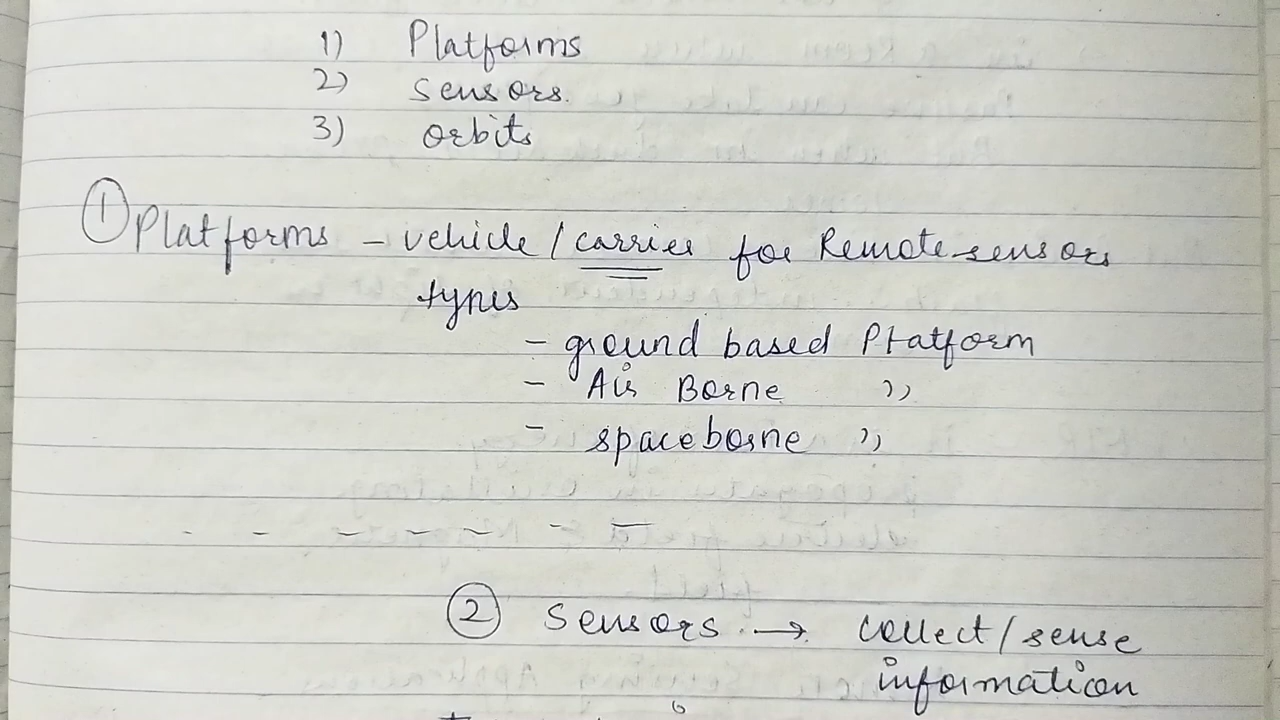 1) Platforms
2) Sensors.
3) orbits
① Platforms - vehicle / carrier for Remote sensors
types
- ground based Platform
- Air Borne ,,
- spaceborne ,,
② Sensors → collect / sense
information